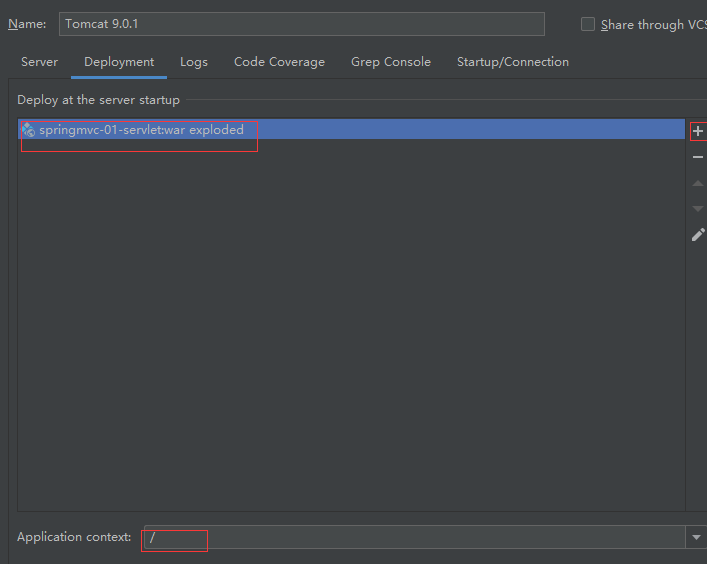 Name: Tomcat 9.0.1 Share through VCS
Server Deployment Logs Code Coverage Grep Console Startup/Connection
Deploy at the server startup
springmvc-01-servlet:war exploded
Application context: /